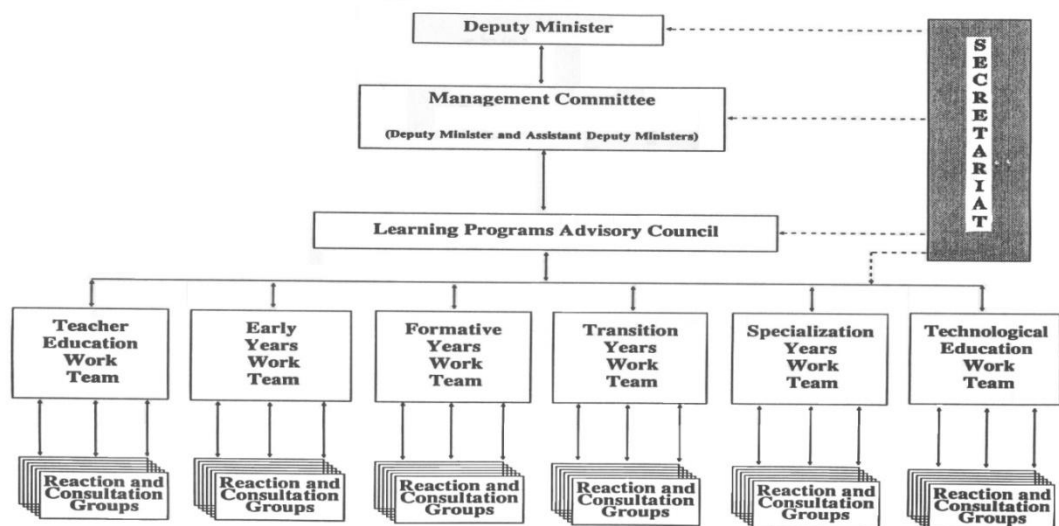 Deputy Minister
Management Committee
(Deputy Minister and Assistant Deputy Ministers)
Learning Programs Advisory Council
SECRETARIAT
Teacher
Education
Work
Team
Early
Years
Work
Team
Formative
Years
Work
Team
Transition
Years
Work
Team
Specialization
Years
Work
Team
Technological
Education
Work
Team
Reaction and
Consultation
Groups
Reaction and
Consultation
Groups
Reaction and
Consultation
Groups
Reaction and
Consultation
Groups
Reaction and
Consultation
Groups
Reaction and
Consultation
Groups